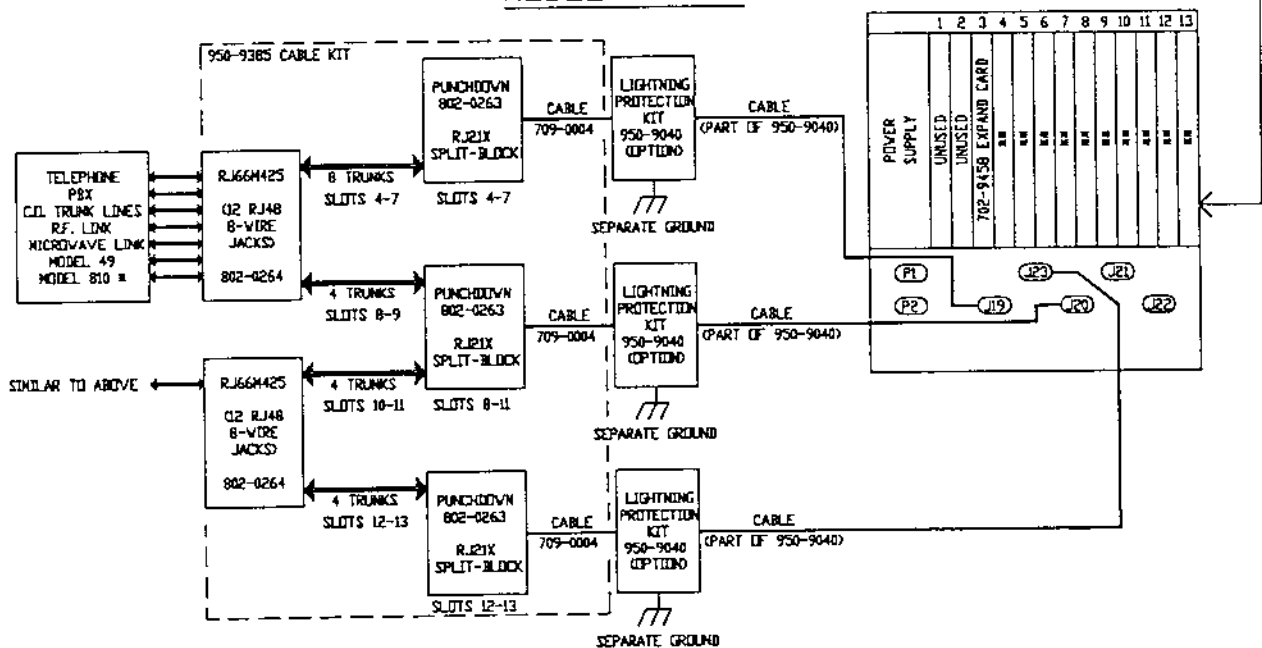 950-9385 CABLE KIT
TELEPHONE
PBX
C.O. TRUNK LINES
R.F. LINK
MICROWAVE LINK
MODEL 49
MODEL 810 *
RJ66M425
(12 RJ48
8-WIRE
JACKS)
802-0264
8 TRUNKS
SLOTS 4-7
PUNCHDOWN
802-0263
RJ21X
SPLIT-BLOCK
SLOTS 4-7
CABLE
709-0004
LIGHTNING
PROTECTION
KIT
950-9040
(OPTION)
SEPARATE GROUND
CABLE
(PART OF 950-9040)
4 TRUNKS
SLOTS 8-9
PUNCHDOWN
802-0263
RJ21X
SPLIT-BLOCK
SLOTS 8-11
CABLE
709-0004
LIGHTNING
PROTECTION
KIT
950-9040
(OPTION)
SEPARATE GROUND
CABLE
(PART OF 950-9040)
SIMILAR TO ABOVE
RJ66M425
(12 RJ48
8-WIRE
JACKS)
802-0264
4 TRUNKS
SLOTS 10-11
4 TRUNKS
SLOTS 12-13
PUNCHDOWN
802-0263
RJ21X
SPLIT-BLOCK
SLOTS 12-13
CABLE
709-0004
LIGHTNING
PROTECTION
KIT
950-9040
(OPTION)
SEPARATE GROUND
CABLE
(PART OF 950-9040)
1 2 3 4 5 6 7 8 9 10 11 12 13
POWER
SUPPLY
UNUSED
UNUSED
702-9458 EXPAND CARD
**
**
**
**
**
**
**
**
**
**
P1
J23
J21
P2
J19
J20
J22